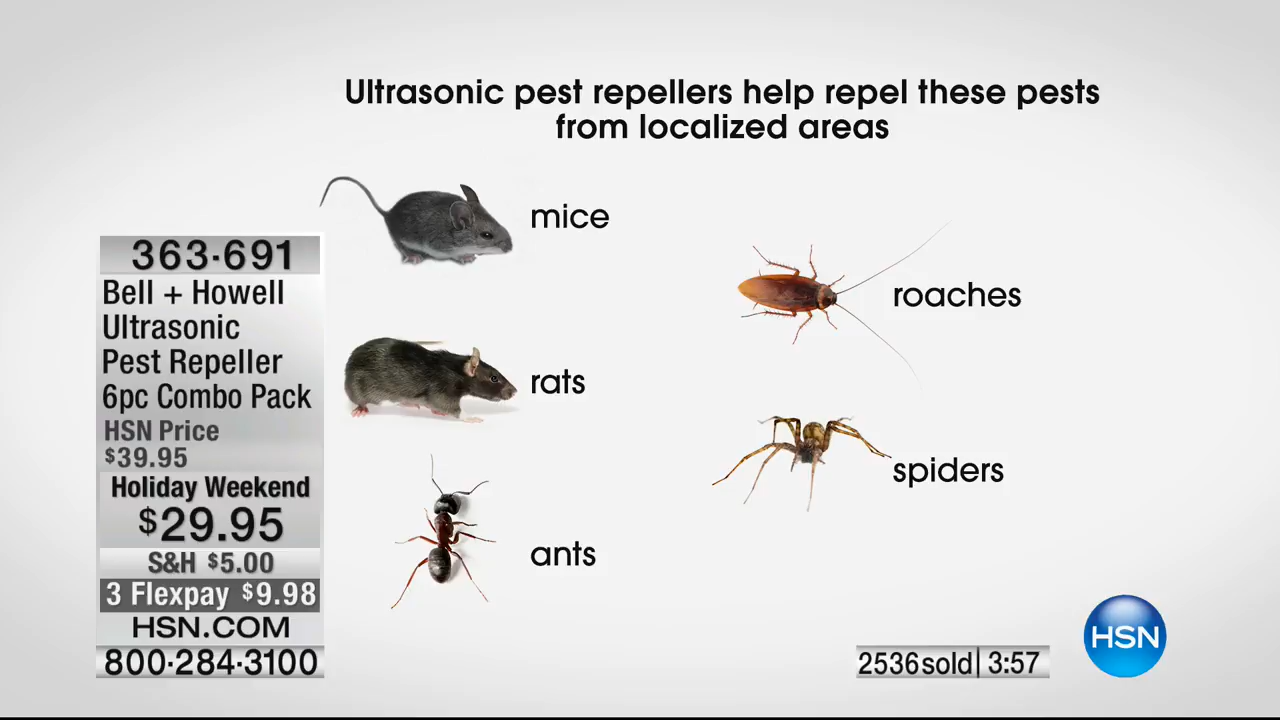 Ultrasonic pest repellers help repel these pests
from localized areas
mice
roaches
rats
spiders
ants
363·691
Bell + Howell
Ultrasonic
Pest Repeller
6pc Combo Pack
HSN Price
$39.95
Holiday Weekend
$29.95
S&H $5.00
3 Flexpay $9.98
HSN.COM
800·284·3100
2536 sold 3:57
HSN